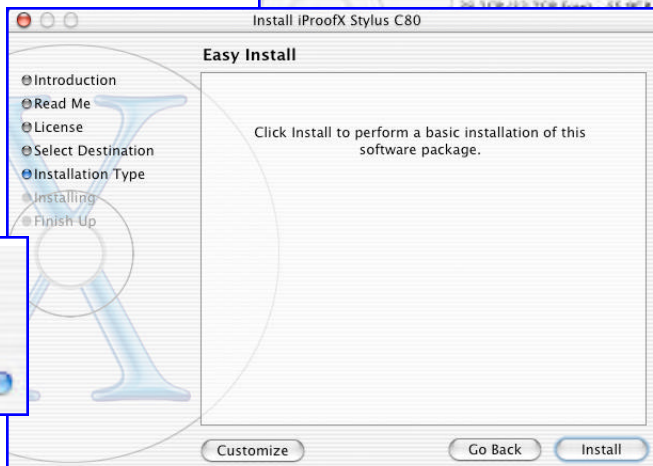 Install iProofX Stylus C80
Easy Install
Introduction
Read Me
License
Select Destination
Installation Type
Installing
Finish Up
Click Install to perform a basic installation of this
software package.
Customize
Go Back
Install